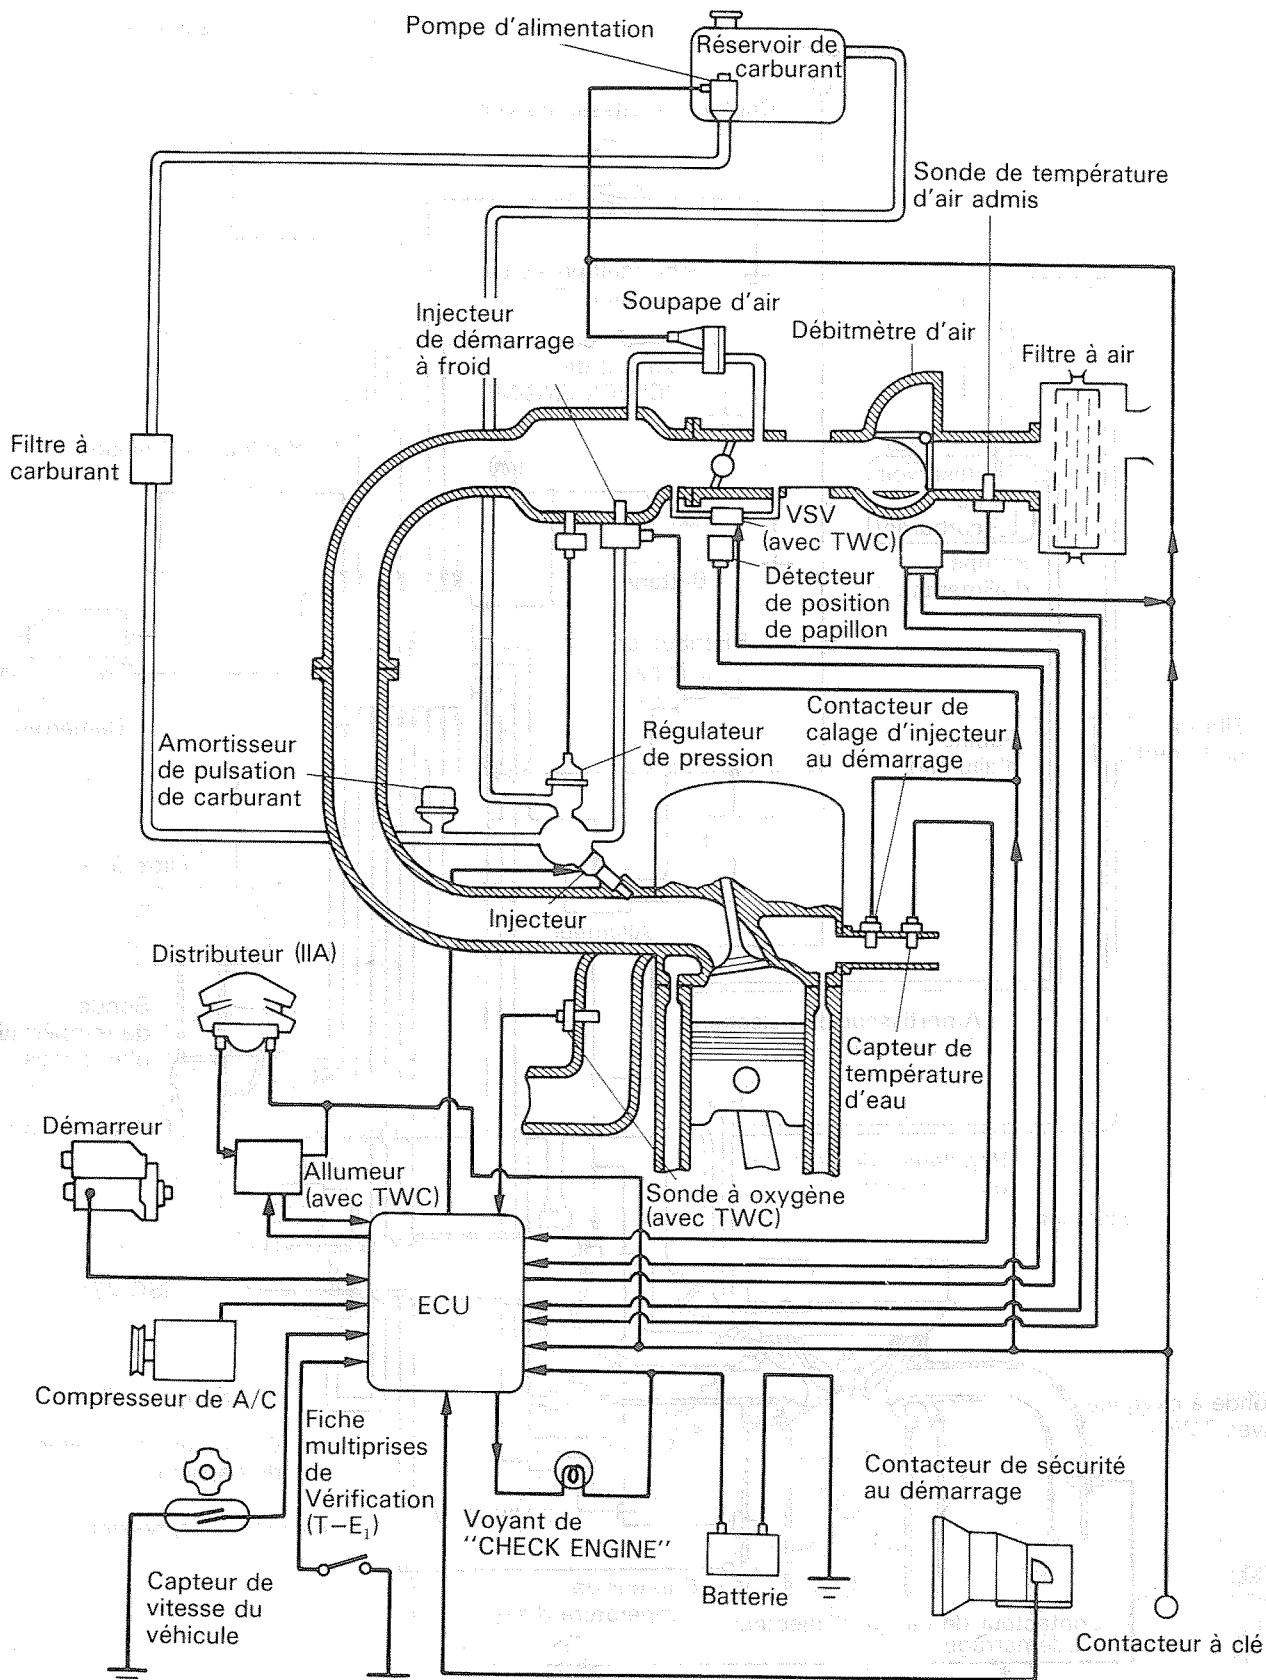 Pompe d'alimentation
Réservoir de
carburant
Sonde de température
d'air admis
Injecteur
de démarrage
à froid
Soupape d'air
Débitmètre d'air
Filtre à air
Filtre à
carburant
VSV
(avec TWC)
Détecteur
de position
de papillon
Contacteur de
calage d'injecteur
au démarrage
Amortisseur
de pulsation
de carburant
Régulateur
de pression
Injecteur
Distributeur (IIA)
Capteur de
température
d'eau
Démarreur
Allumeur
(avec TWC)
Sonde à oxygène
(avec TWC)
ECU
Compresseur de A/C
Fiche
multiprises
de
Vérification
(T–E₁)
Voyant de
"CHECK ENGINE"
Batterie
Contacteur de sécurité
au démarrage
Capteur de
vitesse du
véhicule
Contacteur à clé